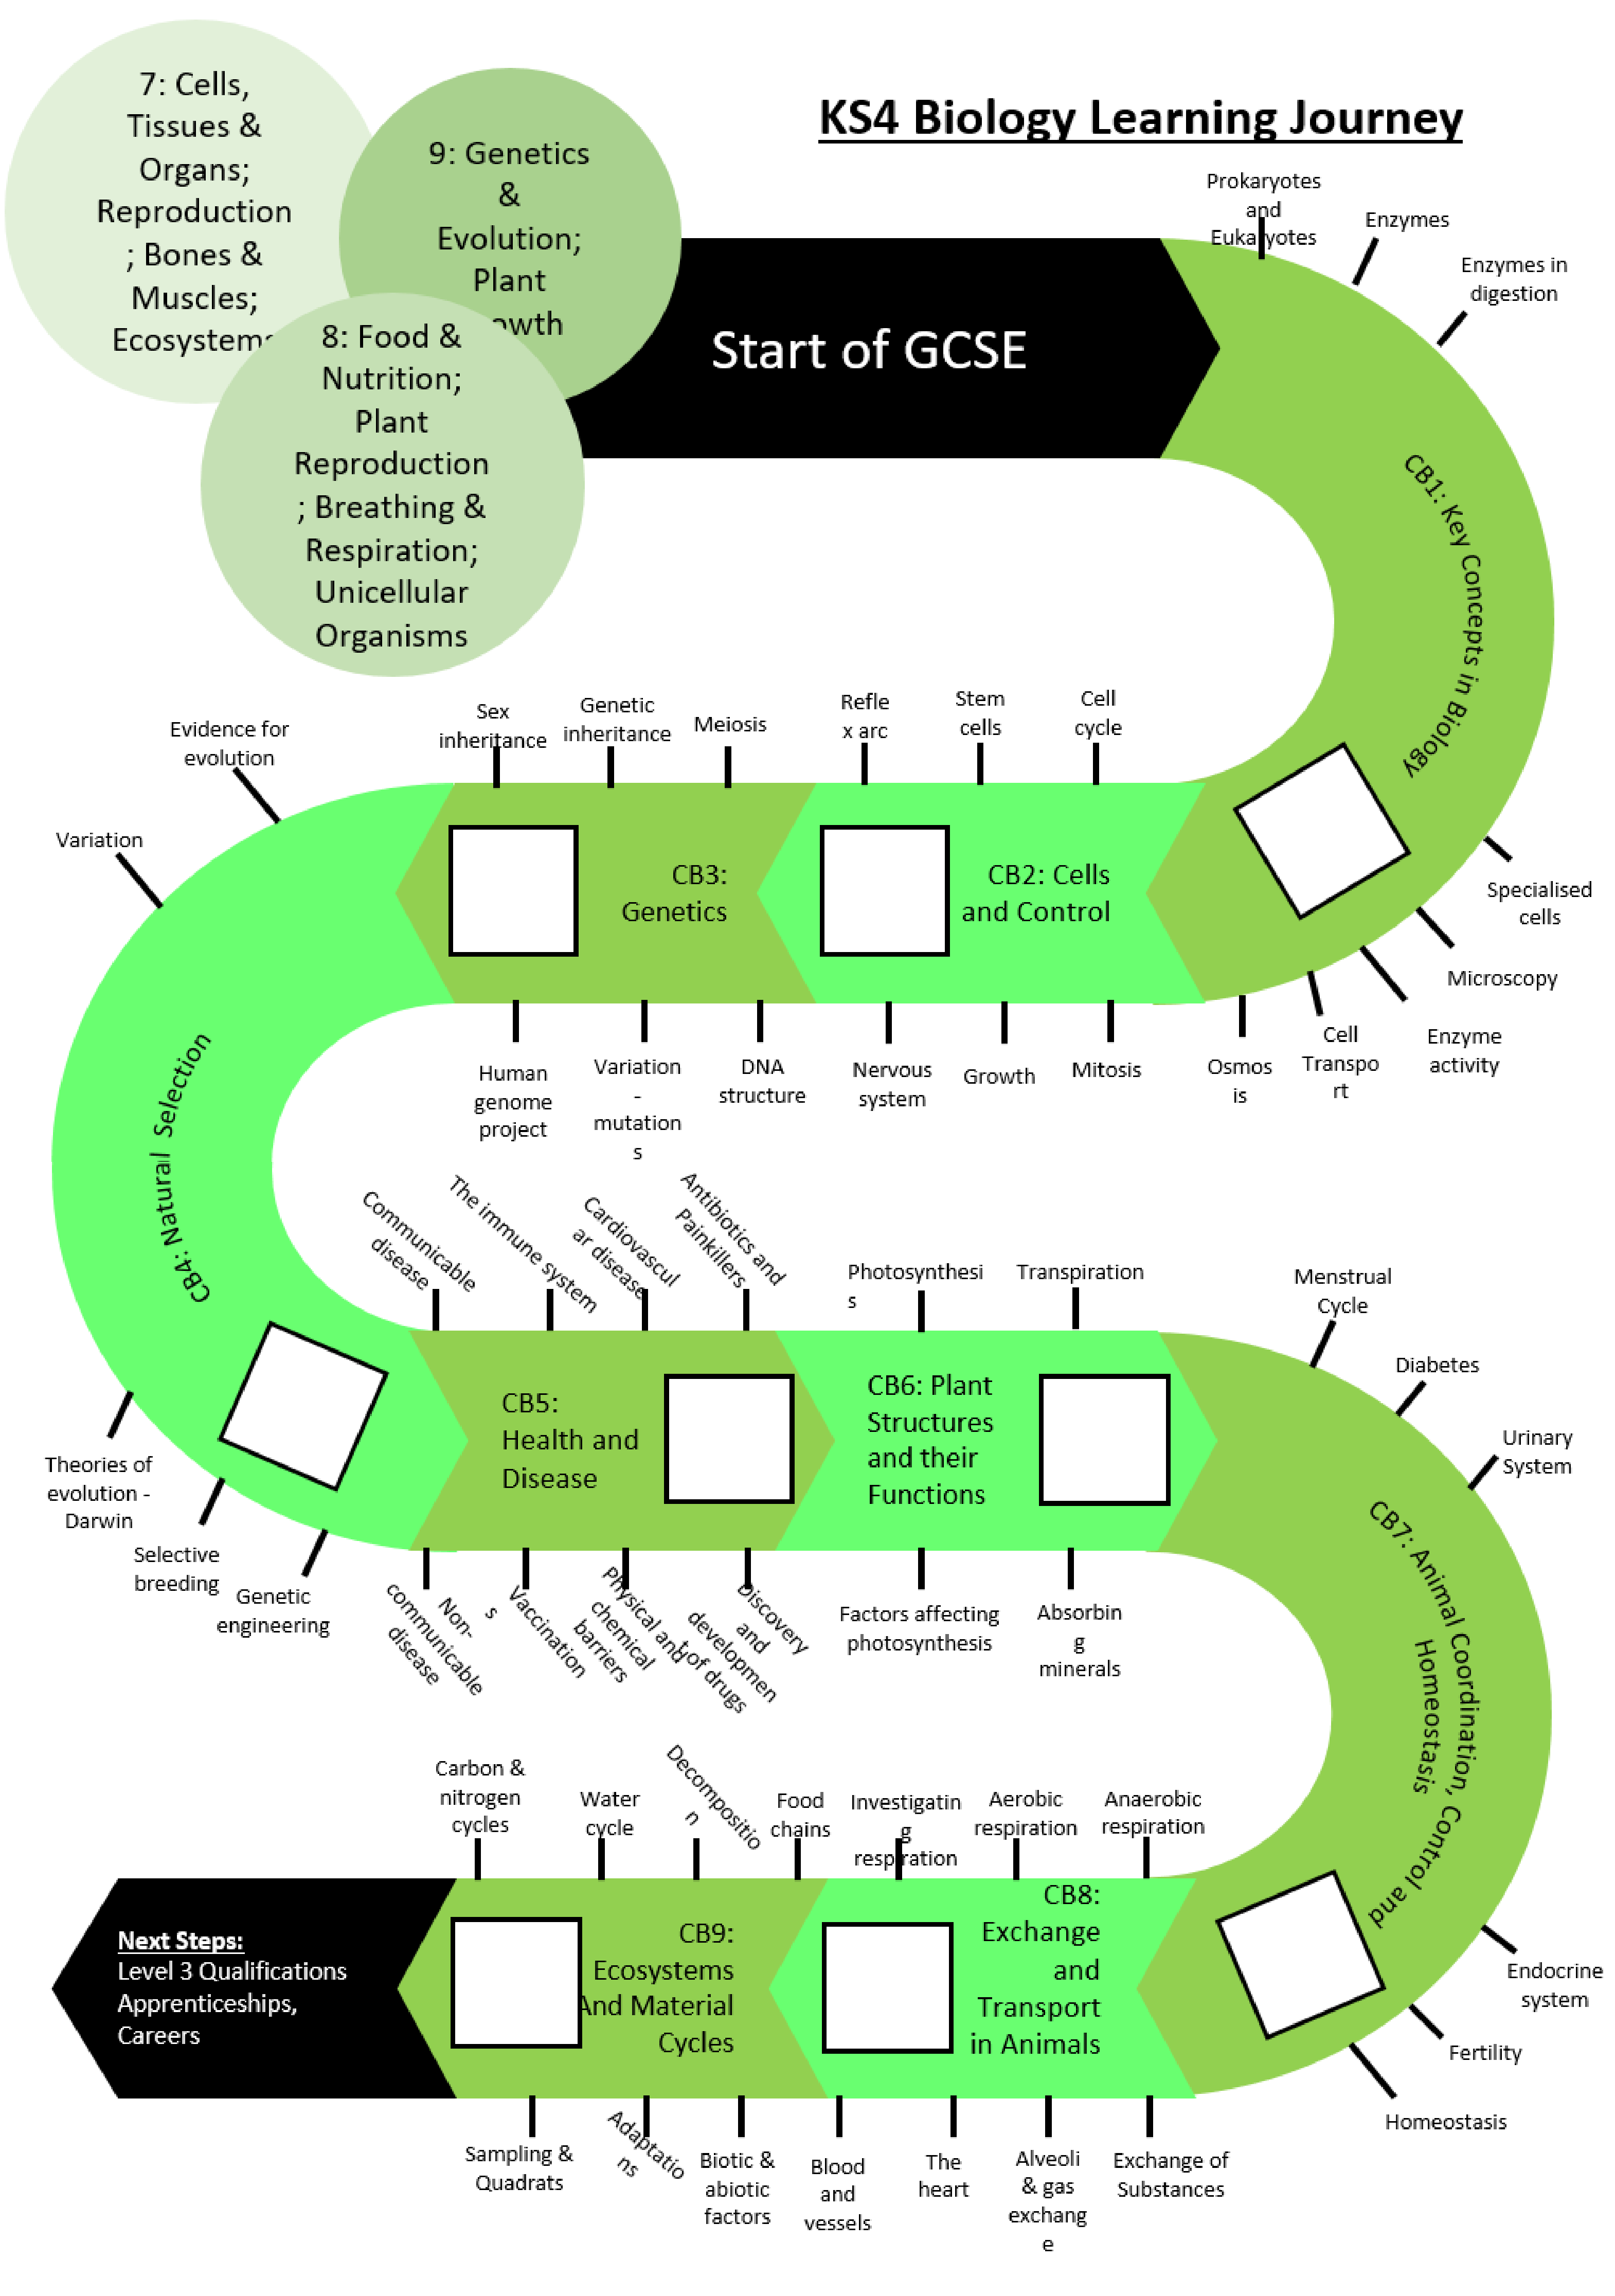 KS4 Biology Learning Journey
7: Cells,
Tissues &
Organs;
Reproduction
; Bones &
Muscles;
Ecosystems
9: Genetics
&
Evolution;
Plant
8: Food &
Nutrition;
Plant
Reproduction
; Breathing &
Respiration;
Unicellular
Organisms
Start of GCSE
Prokaryotes
and
Eukaryotes
Enzymes
Enzymes in
digestion
CB1: Key Concepts in Biology
Specialised
cells
Microscopy
Enzyme
activity
Cell
Transpo
rt
Osmos
is
Cell
cycle
Stem
cells
Refle
x arc
CB2: Cells
and Control
Mitosis
Growth
Nervous
system
Meiosis
Genetic
inheritance
Sex
inheritance
CB3:
Genetics
DNA
structure
Variation
-
mutation
s
Human
genome
project
Evidence for
evolution
Variation
CB4: Natural Selection
Theories of
evolution -
Darwin
Selective
breeding
Genetic
engineering
Communicable
disease
The immune system
Cardiovascul
ar disease
Antibiotics and
Painkillers
CB5:
Health and
Disease
Non-
communicable
disease
s
Vaccination
Physical and
chemical
barriers
Discovery
and
developmen
t of drugs
Photosynthesi
s
Transpiration
CB6: Plant
Structures
and their
Functions
Factors affecting
photosynthesis
Absorbin
g
minerals
Menstrual
Cycle
Diabetes
Urinary
System
CB7: Animal Coordination, Control and
Homeostasis
Endocrine
system
Fertility
Homeostasis
Anaerobic
respiration
Aerobic
respiration
Investigatin
g
respiration
CB8:
Exchange
and
Transport
in Animals
Exchange of
Substances
Alveoli
& gas
exchang
e
The
heart
Blood
and
vessels
Food
chains
Decompositio
n
Water
cycle
Carbon &
nitrogen
cycles
CB9:
Ecosystems
And Material
Cycles
Biotic &
abiotic
factors
Adaptatio
ns
Sampling &
Quadrats
Next Steps:
Level 3 Qualifications
Apprenticeships,
Careers